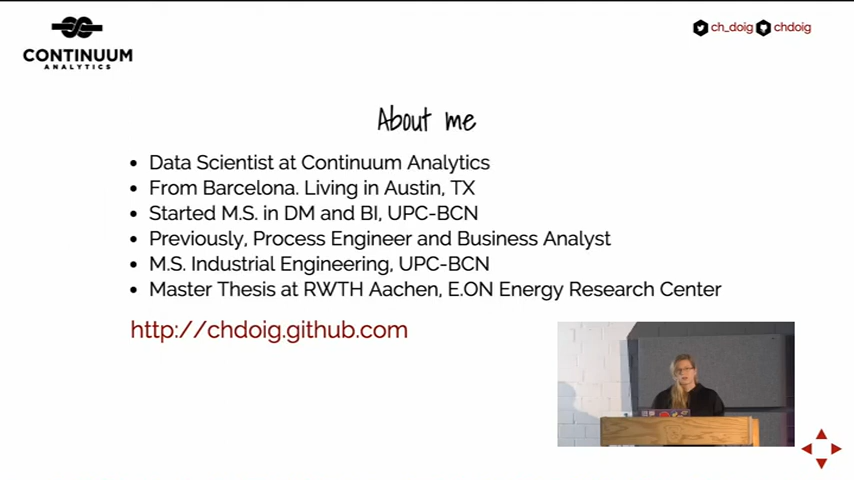 CONTINUUM
ANALYTICS
ch_doig chdoig
About me
Data Scientist at Continuum Analytics
From Barcelona. Living in Austin, TX
Started M.S. in DM and BI, UPC-BCN
Previously, Process Engineer and Business Analyst
M.S. Industrial Engineering, UPC-BCN
Master Thesis at RWTH Aachen, E.ON Energy Research Center
http://chdoig.github.com